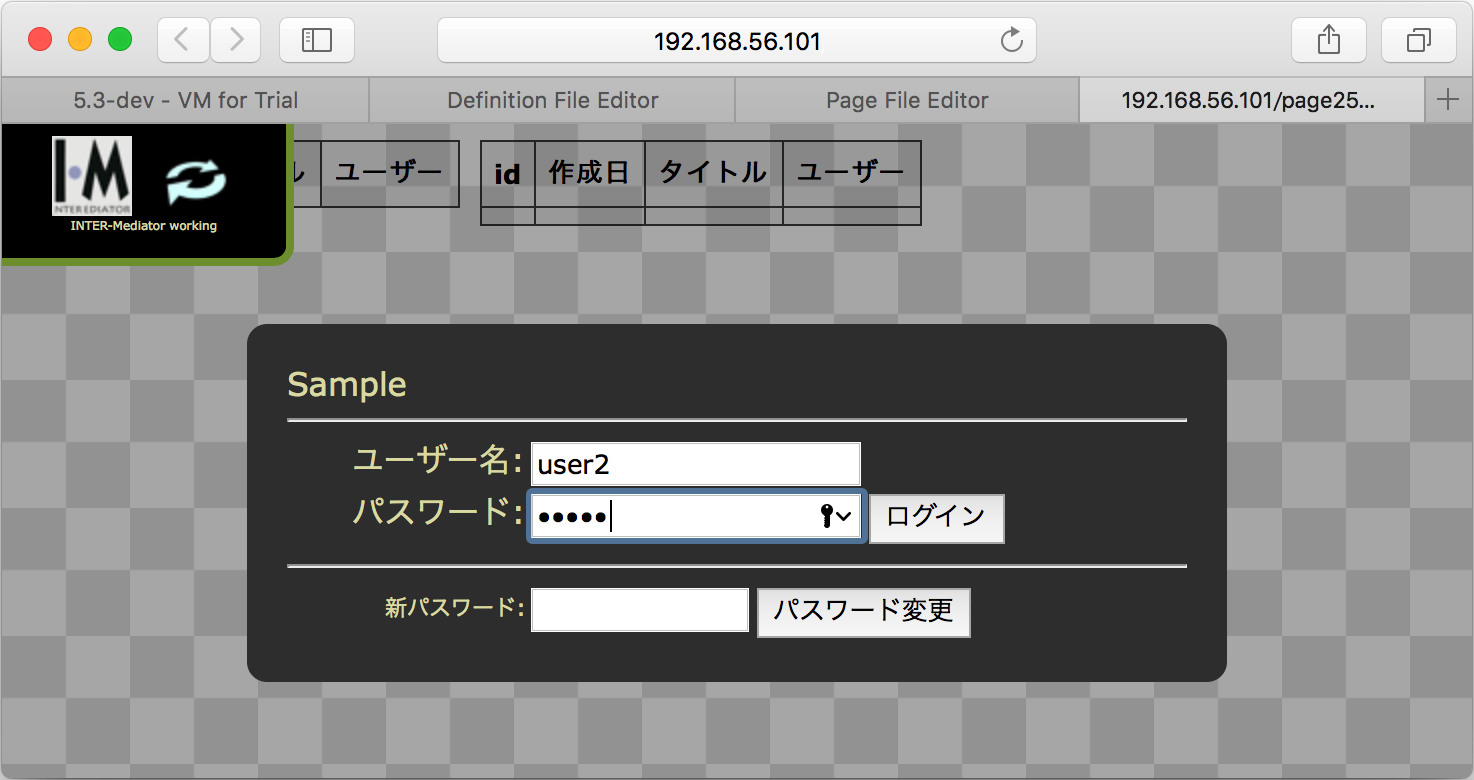 192.168.56.101
5.3-dev - VM for Trial
Definition File Editor
Page File Editor
192.168.56.101/page25...
I•M
NTER EDIATOR
INTER-Mediator working
ル ユーザー
id 作成日 タイトル ユーザー
Sample
ユーザー名: user2
パスワード: ••••• ログイン
新パスワード: パスワード変更